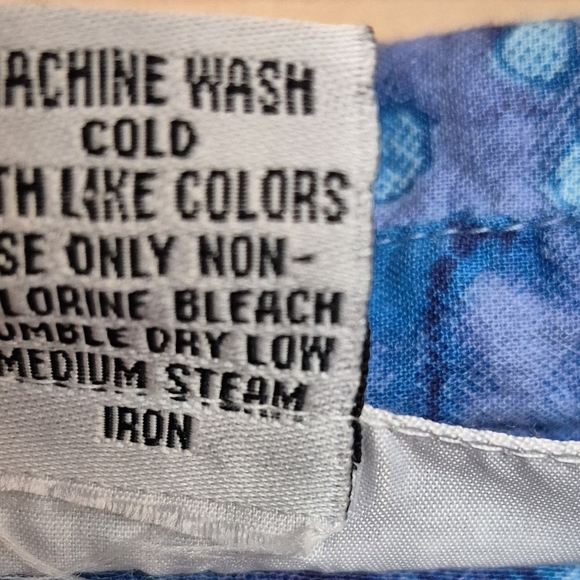 ACHINE WASH
COLD
TH LIKE COLORS
SE ONLY NON-
LORINE BLEACH
UMBLE DRY LOW
MEDIUM STEAM
IRON